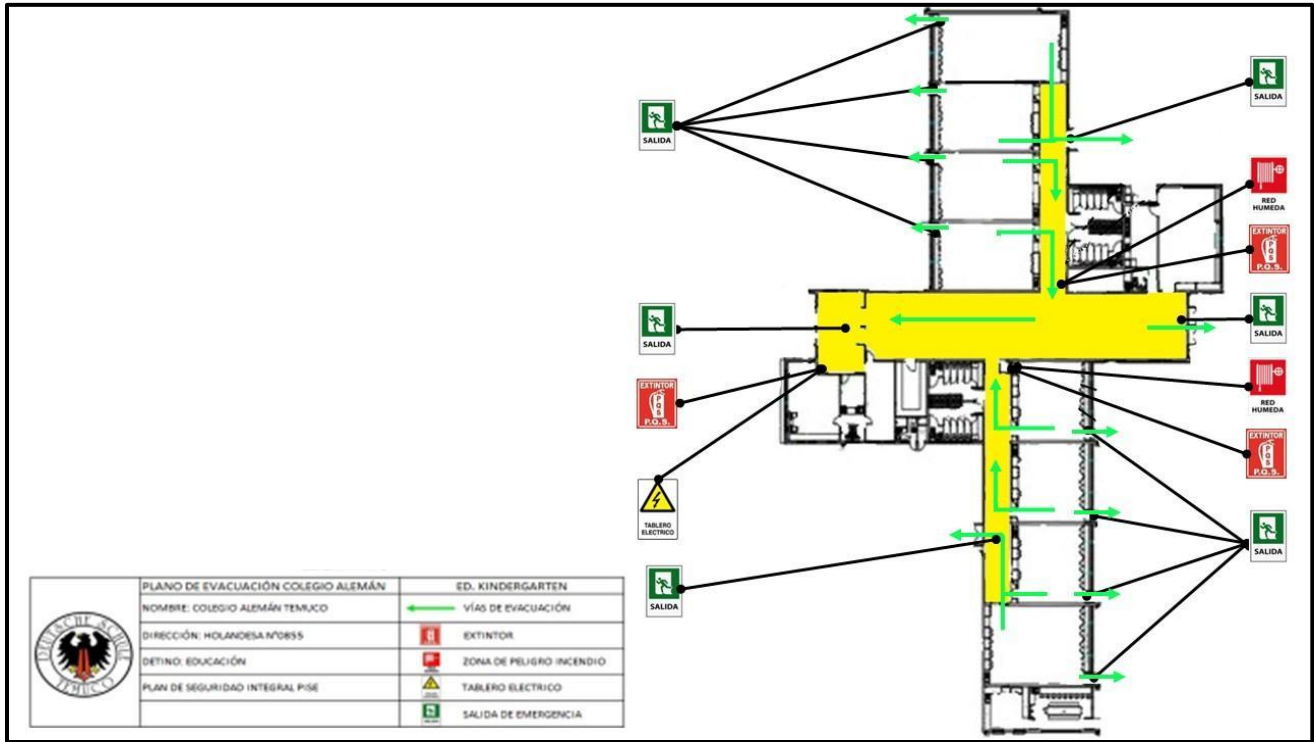 SALIDA
SALIDA
RED
HUMEDA
EXTINTOR
P.Q.S.
SALIDA
SALIDA
EXTINTOR
PQS
P.Q.S.
RED
HUMEDA
EXTINTOR
PQS
P.Q.S.
TABLERO
ELECTRICO
SALIDA
SALIDA
PLANO DE EVACUACIÓN COLEGIO ALEMÁN
ED. KINDERGARTEN
NOMBRE: COLEGIO ALEMÁN TEMUCO
VÍAS DE EVACUACIÓN
DIRECCIÓN: HOLANDESA N°0855
EXTINTOR
DETINO: EDUCACIÓN
ZONA DE PELIGRO INCENDIO
PLAN DE SEGURIDAD INTEGRAL PISE
TABLERO ELECTRICO
SALIDA DE EMERGENCIA
DEUTSCHE SCHULE
TEMUCO